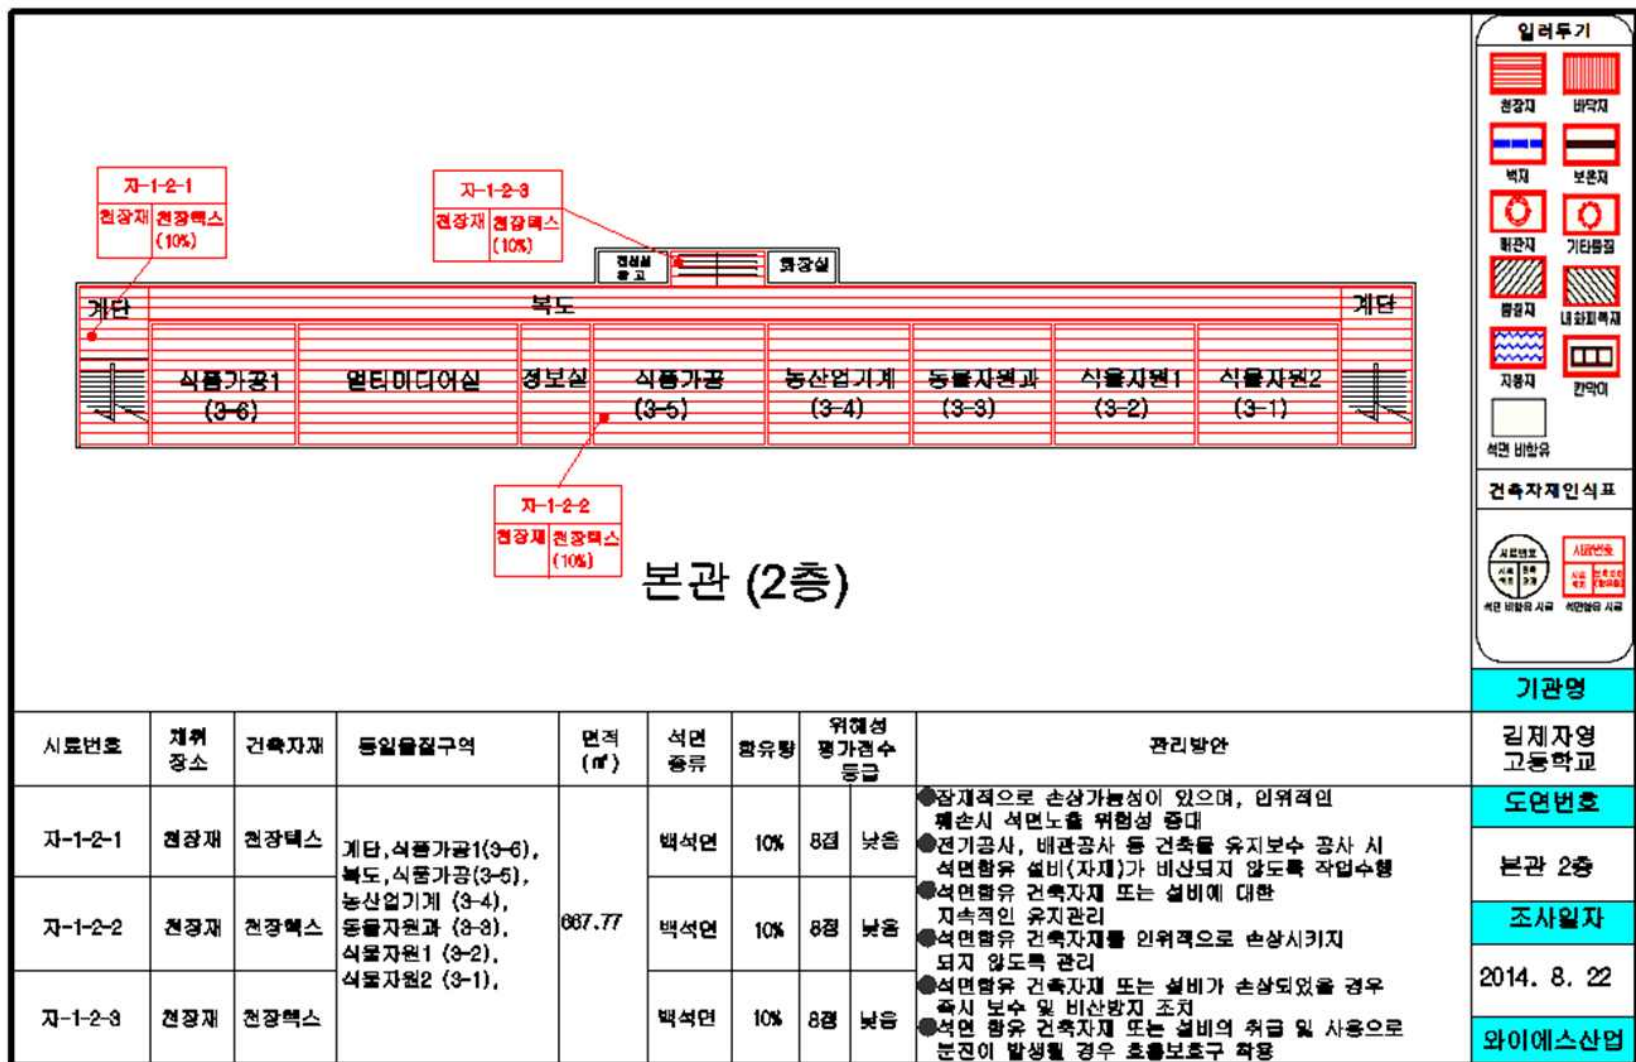 일러두기
천장재 바닥재
벽재 보온재
배관재 기타물질
뿜칠재 내화피복재
지붕재 칸막이
석면 비함유
건축자재인식표
시료번호
시료번호
석면 비함유 시료 석면함유 시료
자-1-2-1
천장재 천장텍스
(10%)
자-1-2-3
천장재 천장텍스
(10%)
창고
화장실
계단 복도 계단
식품가공1 멀티미디어실 정보실 식품가공 농산업기계 동물자원과 식물자원1 식물자원2
(3-6) (3-5) (3-4) (3-3) (3-2) (3-1)
자-1-2-2
천장재 천장텍스
(10%)
본관 (2층)
기관명
김제자영
고등학교
도면번호
본관 2층
조사일자
2014. 8. 22
와이에스산업
시료번호 채취
장소 건축자재 동일물질구역 면적
(㎡) 석면
종류 함유량 위해성
평가점수
등급 관리방안
자-1-2-1 천장재 천장텍스 백석면 10% 8점 낮음
자-1-2-2 천장재 천장텍스 백석면 10% 8점 낮음
자-1-2-3 천장재 천장텍스 백석면 10% 8점 낮음
계단,식품가공1(3-6),
복도,식품가공(3-5),
농산업기계 (3-4),
동물자원과 (3-3),
식물자원1 (3-2),
식물자원2 (3-1),
667.77
●잠재적으로 손상가능성이 있으며, 인위적인
훼손시 석면노출 위험성 증대
●전기공사, 배관공사 등 건축물 유지보수 공사 시
석면함유 설비(자재)가 비산되지 않도록 작업수행
●석면함유 건축자재 또는 설비에 대한
지속적인 유지관리
●석면함유 건축자재를 인위적으로 손상시키지
되지 않도록 관리
●석면함유 건축자재 또는 설비가 손상되었을 경우
즉시 보수 및 비산방지 조치
●석면 함유 건축자재 또는 설비의 취급 및 사용으로
분진이 발생될 경우 호흡보호구 착용